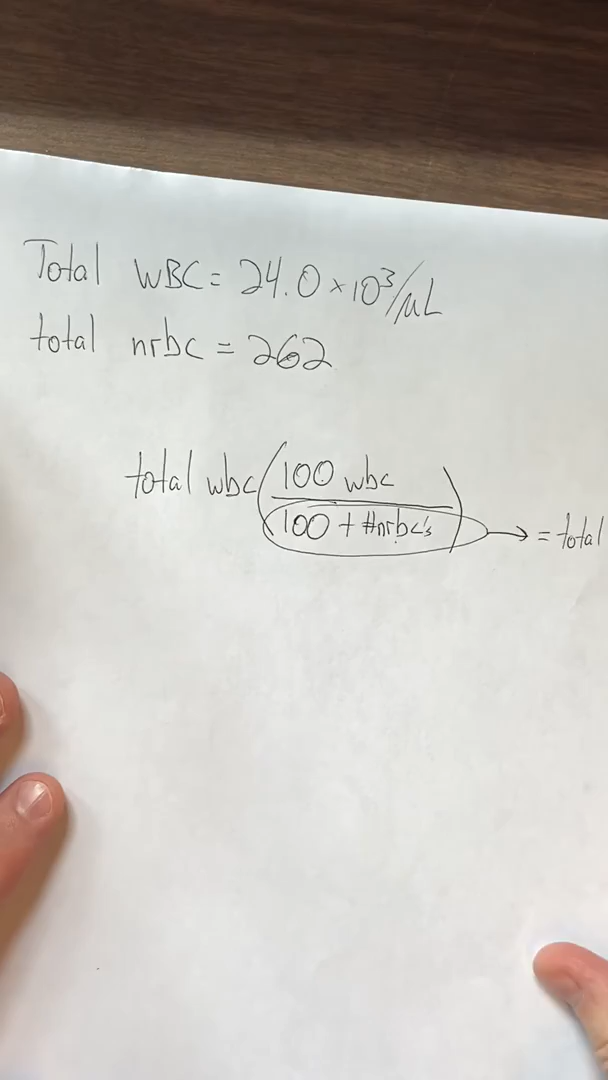 Total WBC = 24.0 × 10³/µL
total nrbc = 262
total wbc (100 wbc
100 + #nrbc's) → = total